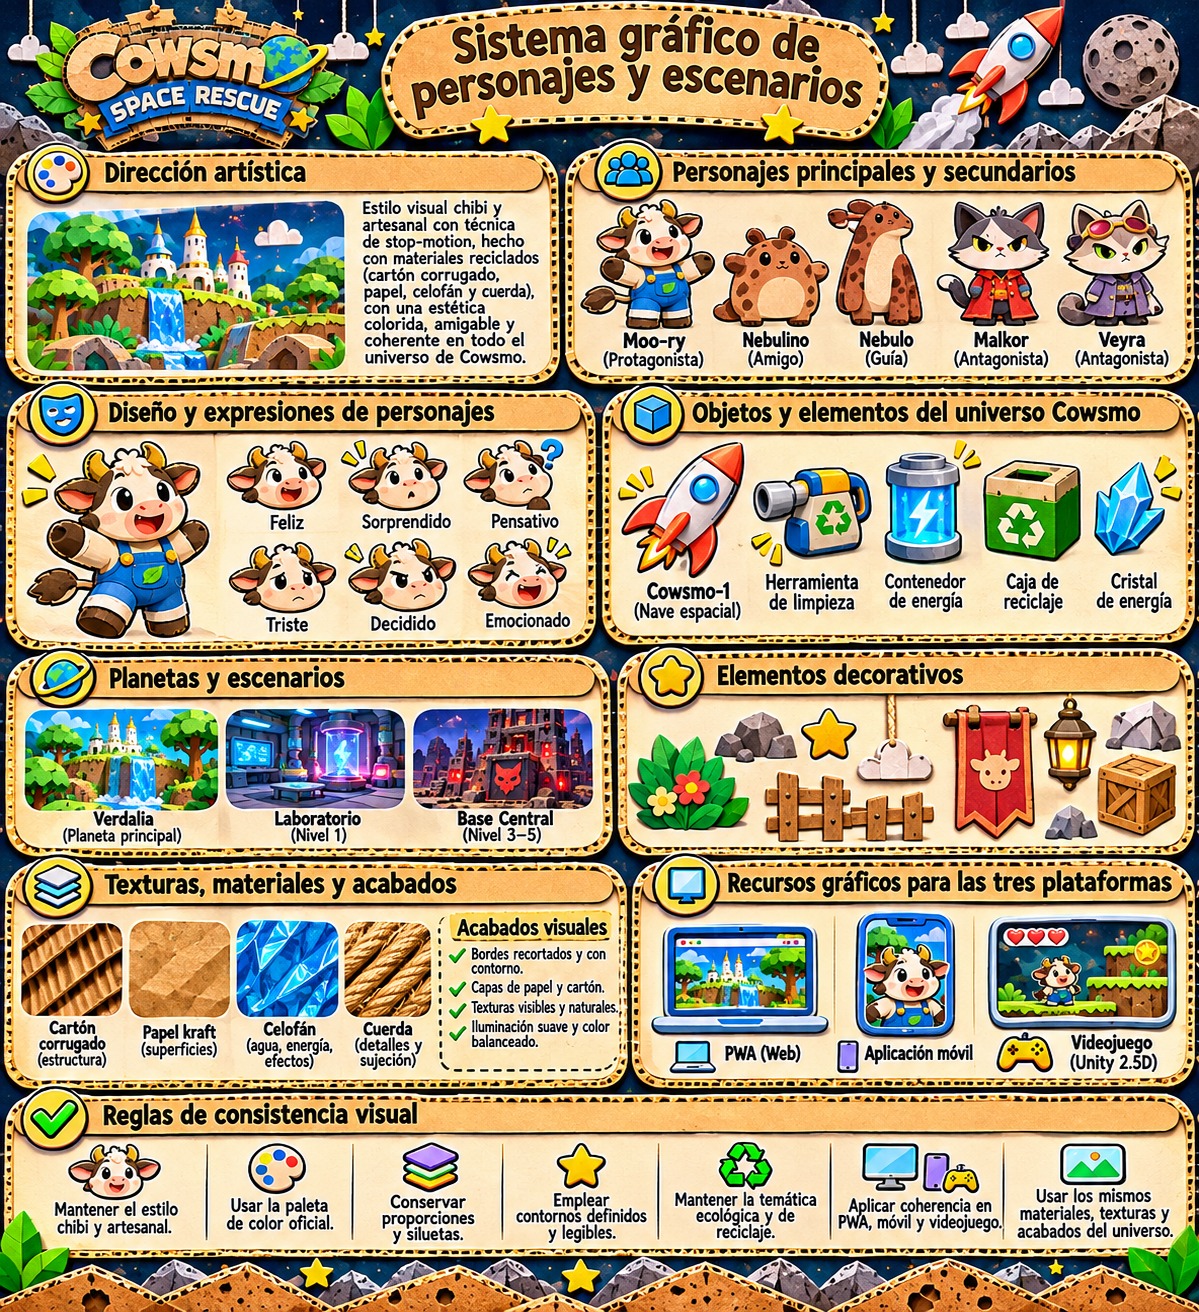 Cowsmo
SPACE RESCUE
Sistema gráfico de
personajes y escenarios
Dirección artística
Estilo visual chibi y
artesanal con técnica
de stop-motion, hecho
con materiales reciclados
(cartón corrugado,
papel, celofán y cuerda),
con una estética
colorida, amigable y
coherente en todo el
universo de Cowsmo.
Personajes principales y secundarios
Moo-ry
(Protagonista)
Nebulino
(Amigo)
Nebulo
(Guía)
Malkor
(Antagonista)
Veyra
(Antagonista)
Diseño y expresiones de personajes
Feliz
Sorprendido
?
Pensativo
Triste
Decidido
Emocionado
Objetos y elementos del universo Cowsmo
Cowsmo-1
(Nave espacial)
Herramienta
de limpieza
Contenedor
de energía
Caja de
reciclaje
Cristal
de energía
Planetas y escenarios
Verdalia
(Planeta principal)
Laboratorio
(Nivel 1)
Base Central
(Nivel 3-5)
Elementos decorativos
Texturas, materiales y acabados
Cartón
corrugado
(estructura)
Papel kraft
(superficies)
Celofán
(agua, energía,
efectos)
Cuerda
(detalles y
sujeción)
Acabados visuales
Bordes recortados y con
contorno.
Capas de papel y cartón.
Texturas visibles y naturales.
Iluminación suave y color
balanceado.
Recursos gráficos para las tres plataformas
PWA (Web)
Aplicación móvil
Videojuego
(Unity 2.5D)
Reglas de consistencia visual
Mantener el estilo
chibi y artesanal.
Usar la paleta
de color oficial.
Conservar
proporciones
y siluetas.
Emplear
contornos definidos
y legibles.
Mantener la temática
ecológica y de
reciclaje.
Aplicar coherencia en
PWA, móvil y videojuego.
Usar los mismos
materiales, texturas y
acabados del universo.